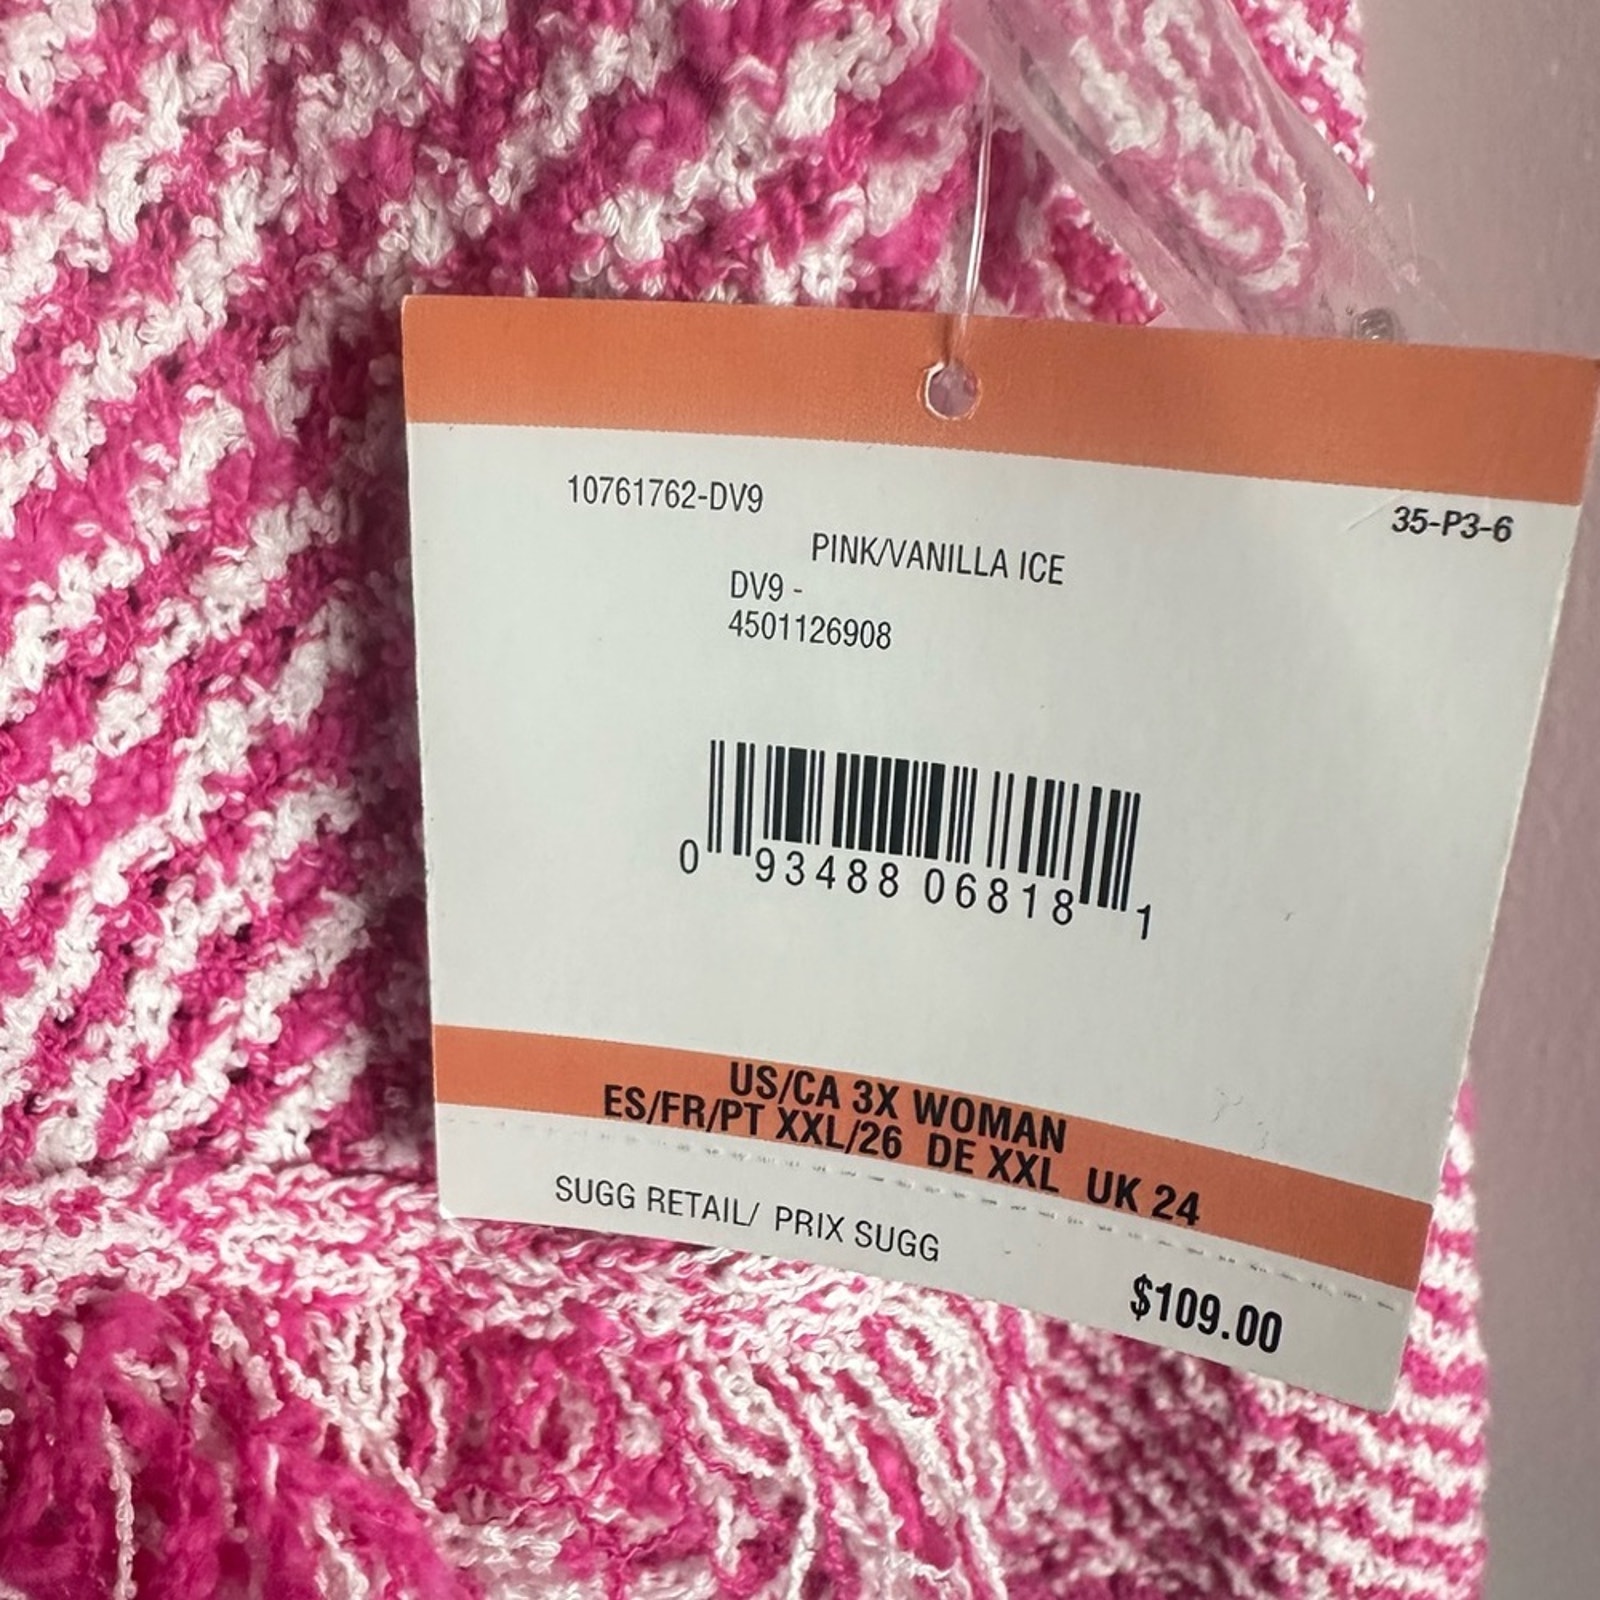 10761762-DV9
35-P3-6
PINK/VANILLA ICE
DV9 -
4501126908
0 93488 06818 1
US/CA 3X WOMAN
ES/FR/PT XXL/26 DE XXL UK 24
SUGG RETAIL/ PRIX SUGG
$109.00